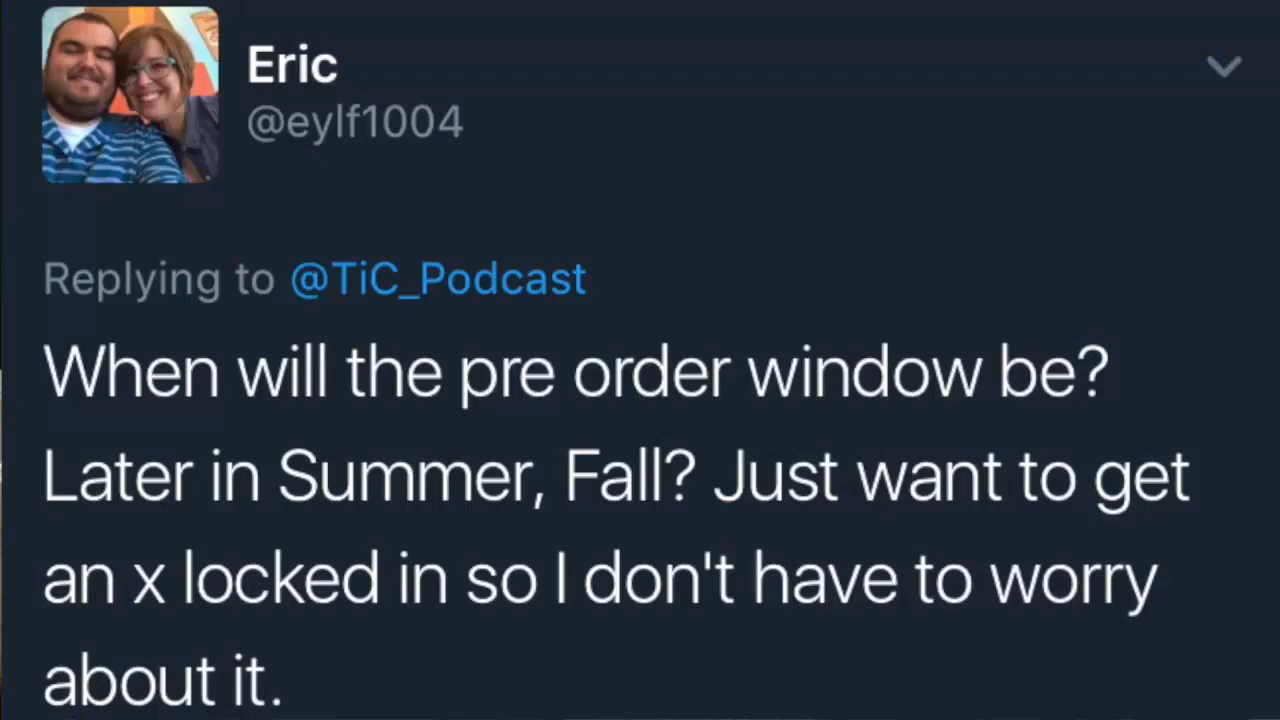 Eric
@eylf1004
Replying to @TiC_Podcast
When will the pre order window be?
Later in Summer, Fall? Just want to get
an x locked in so I don't have to worry
about it.